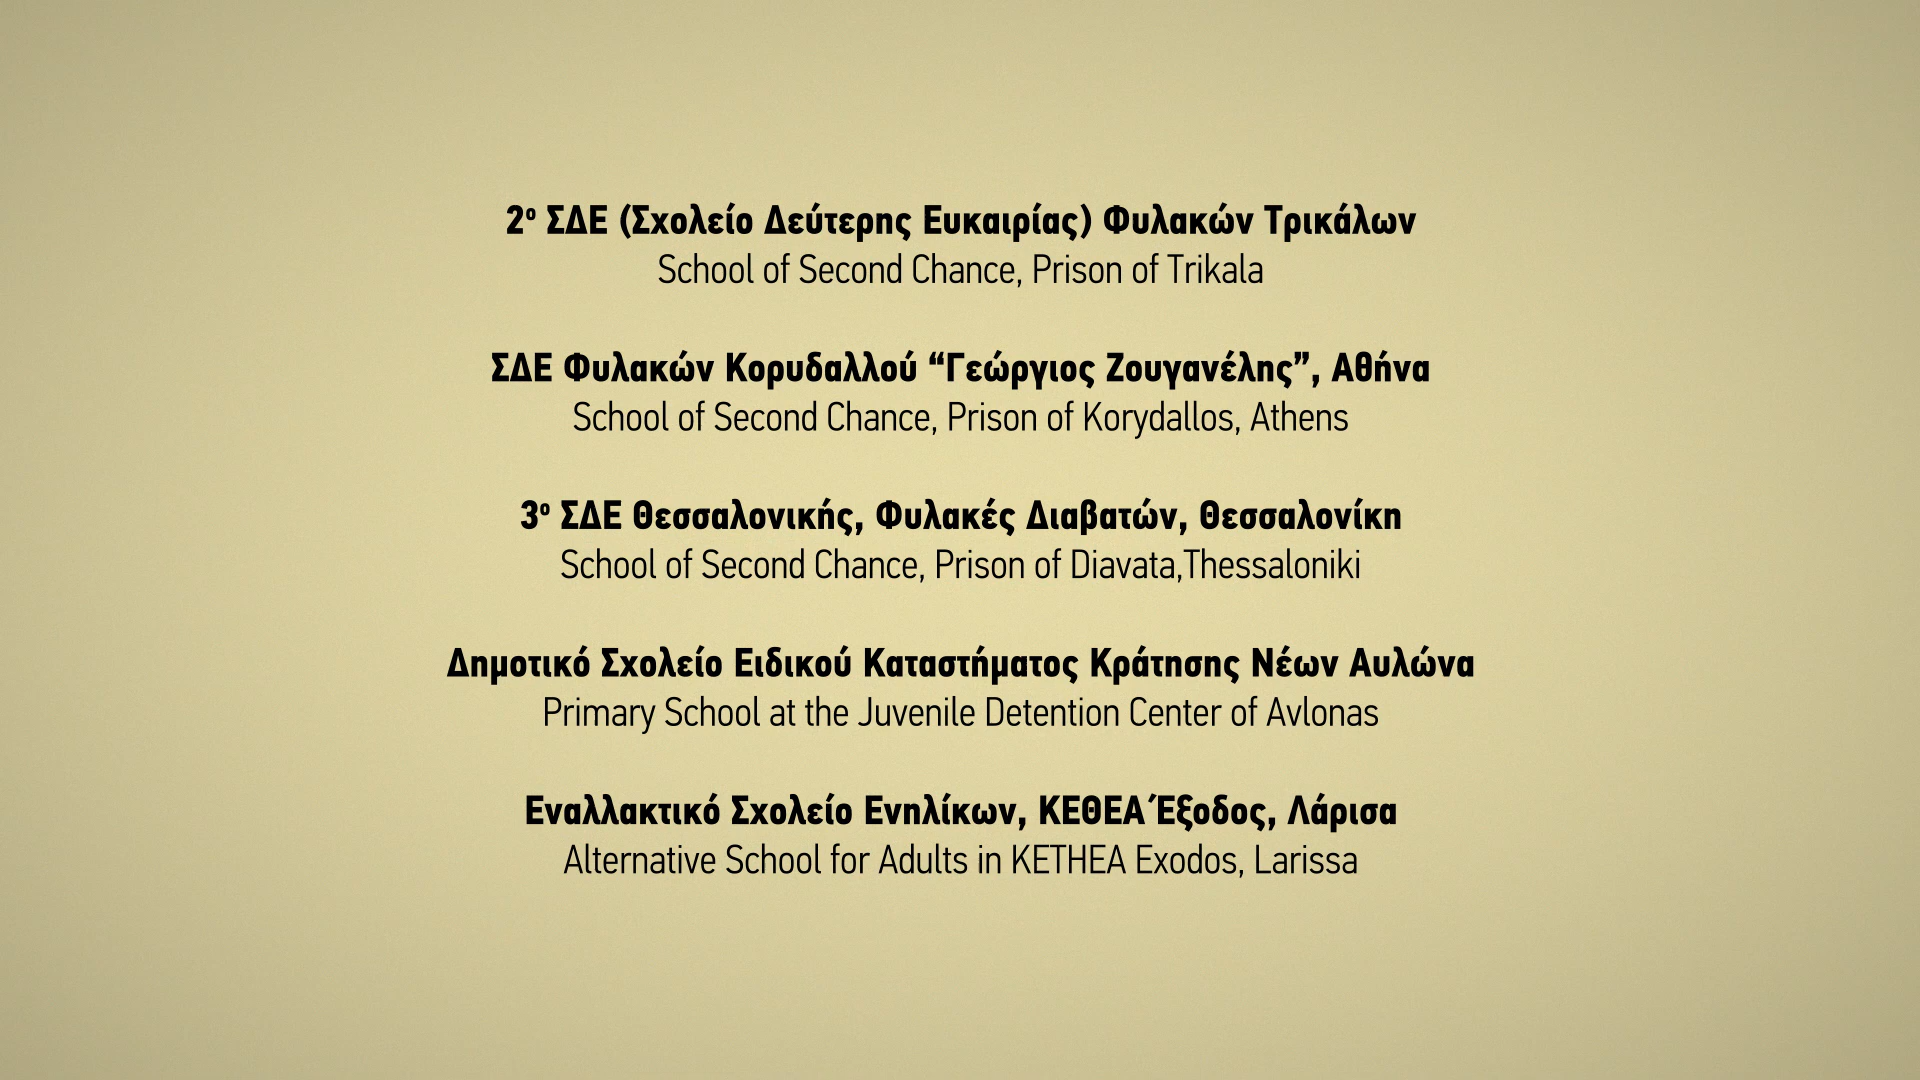 2ο ΣΔΕ (Σχολείο Δεύτερης Ευκαιρίας) Φυλακών Τρικάλων
School of Second Chance, Prison of Trikala
ΣΔΕ Φυλακών Κορυδαλλού “Γεώργιος Ζουγανέλης”, Αθήνα
School of Second Chance, Prison of Korydallos, Athens
3ο ΣΔΕ Θεσσαλονικής, Φυλακές Διαβατών, Θεσσαλονίκη
School of Second Chance, Prison of Diavata,Thessaloniki
Δημοτικό Σχολείο Ειδικού Καταστήματος Κράτησης Νέων Αυλώνα
Primary School at the Juvenile Detention Center of Avlonas
Εναλλακτικό Σχολείο Ενηλίκων, ΚΕΘΕΑ Έξοδος, Λάρισα
Alternative School for Adults in KETHEA Exodos, Larissa